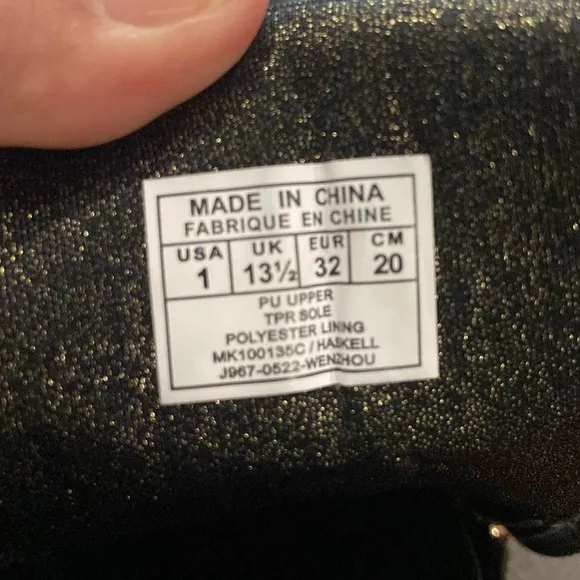 MADE IN CHINA
FABRIQUE EN CHINE
USA UK EUR CM
1 13½ 32 20
PU UPPER
TPR SOLE
POLYESTER LINNG
MK100135C / HASKELL
J967-0522-WENZHOU